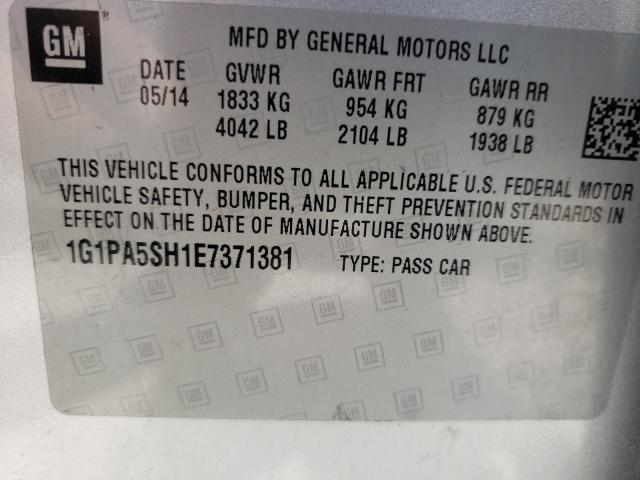 GM
MFD BY GENERAL MOTORS LLC
DATE GVWR GAWR FRT GAWR RR
05/14 1833 KG 954 KG 879 KG
4042 LB 2104 LB 1938 LB
THIS VEHICLE CONFORMS TO ALL APPLICABLE U.S. FEDERAL MOTOR
VEHICLE SAFETY, BUMPER, AND THEFT PREVENTION STANDARDS IN
EFFECT ON THE DATE OF MANUFACTURE SHOWN ABOVE.
1G1PA5SH1E7371381 TYPE: PASS CAR